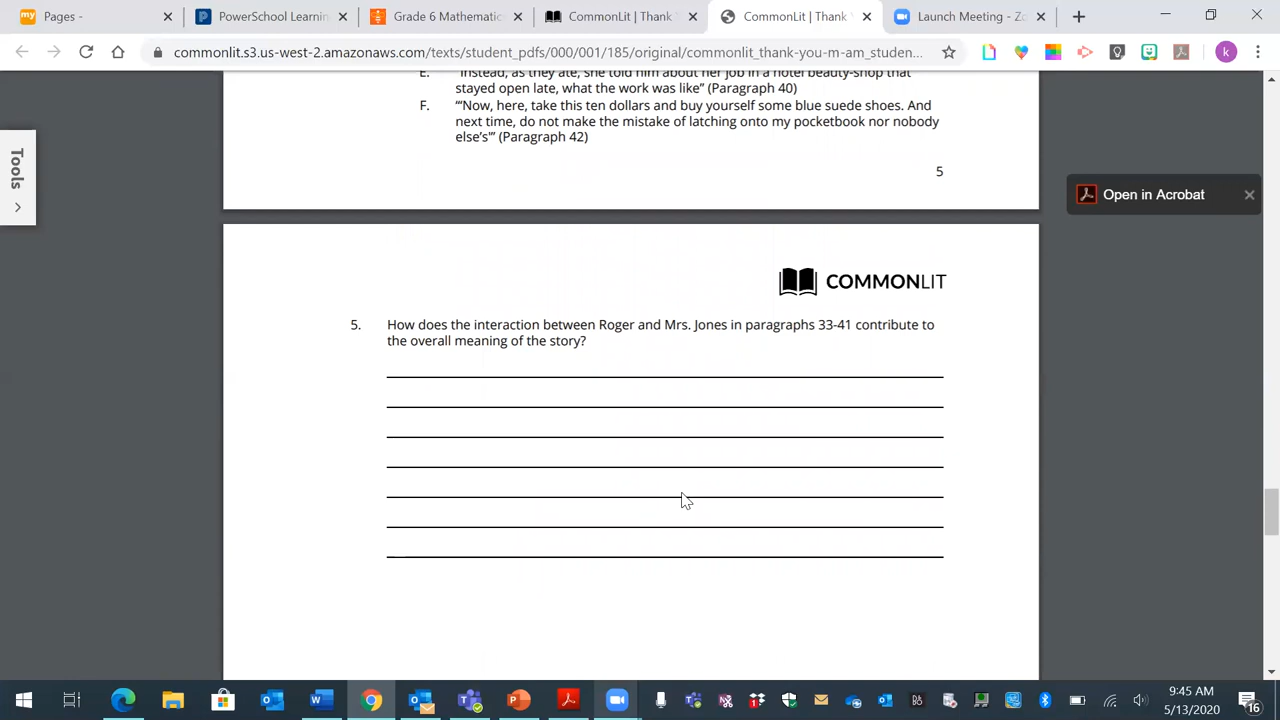 Pages -
PowerSchool Learnin
Grade 6 Mathematic
CommonLit | Thank Y
CommonLit | Thank Y
Launch Meeting - Zo
commonlit.s3.us-west-2.amazonaws.com/texts/student_pdfs/000/001/185/original/commonlit_thank-you-m-am_studen...
k
Tools
E. "Instead, as they ate, she told him about her job in a hotel beauty-shop that
stayed open late, what the work was like" (Paragraph 40)
F. "'Now, here, take this ten dollars and buy yourself some blue suede shoes. And
next time, do not make the mistake of latching onto my pocketbook nor nobody
else's'" (Paragraph 42)
5
Open in Acrobat
COMMONLIT
5. How does the interaction between Roger and Mrs. Jones in paragraphs 33-41 contribute to
the overall meaning of the story?
9:45 AM
5/13/2020
16